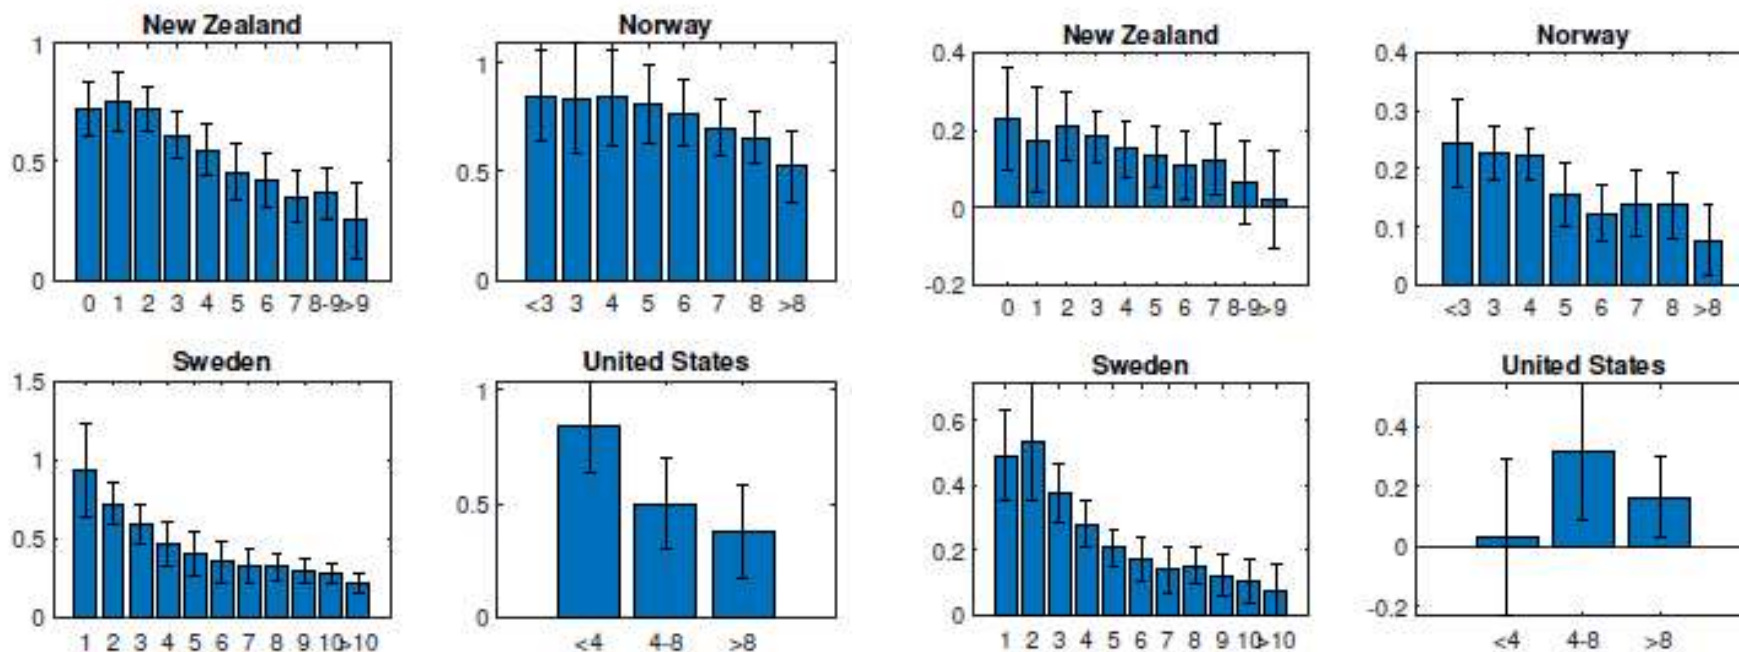 New Zealand
1
0.5
0
0 1 2 3 4 5 6 7 8-9 >9
Norway
1
0.5
0
<3 3 4 5 6 7 8 >8
New Zealand
0.4
0.2
0
-0.2
0 1 2 3 4 5 6 7 8-9 >9
Norway
0.4
0.3
0.2
0.1
0
<3 3 4 5 6 7 8 >8
Sweden
1.5
1
0.5
0
1 2 3 4 5 6 7 8 9 10 >10
United States
1
0.5
0
<4 4-8 >8
Sweden
0.6
0.4
0.2
0
1 2 3 4 5 6 7 8 9 10 >10
United States
0.4
0.2
0
-0.2
<4 4-8 >8